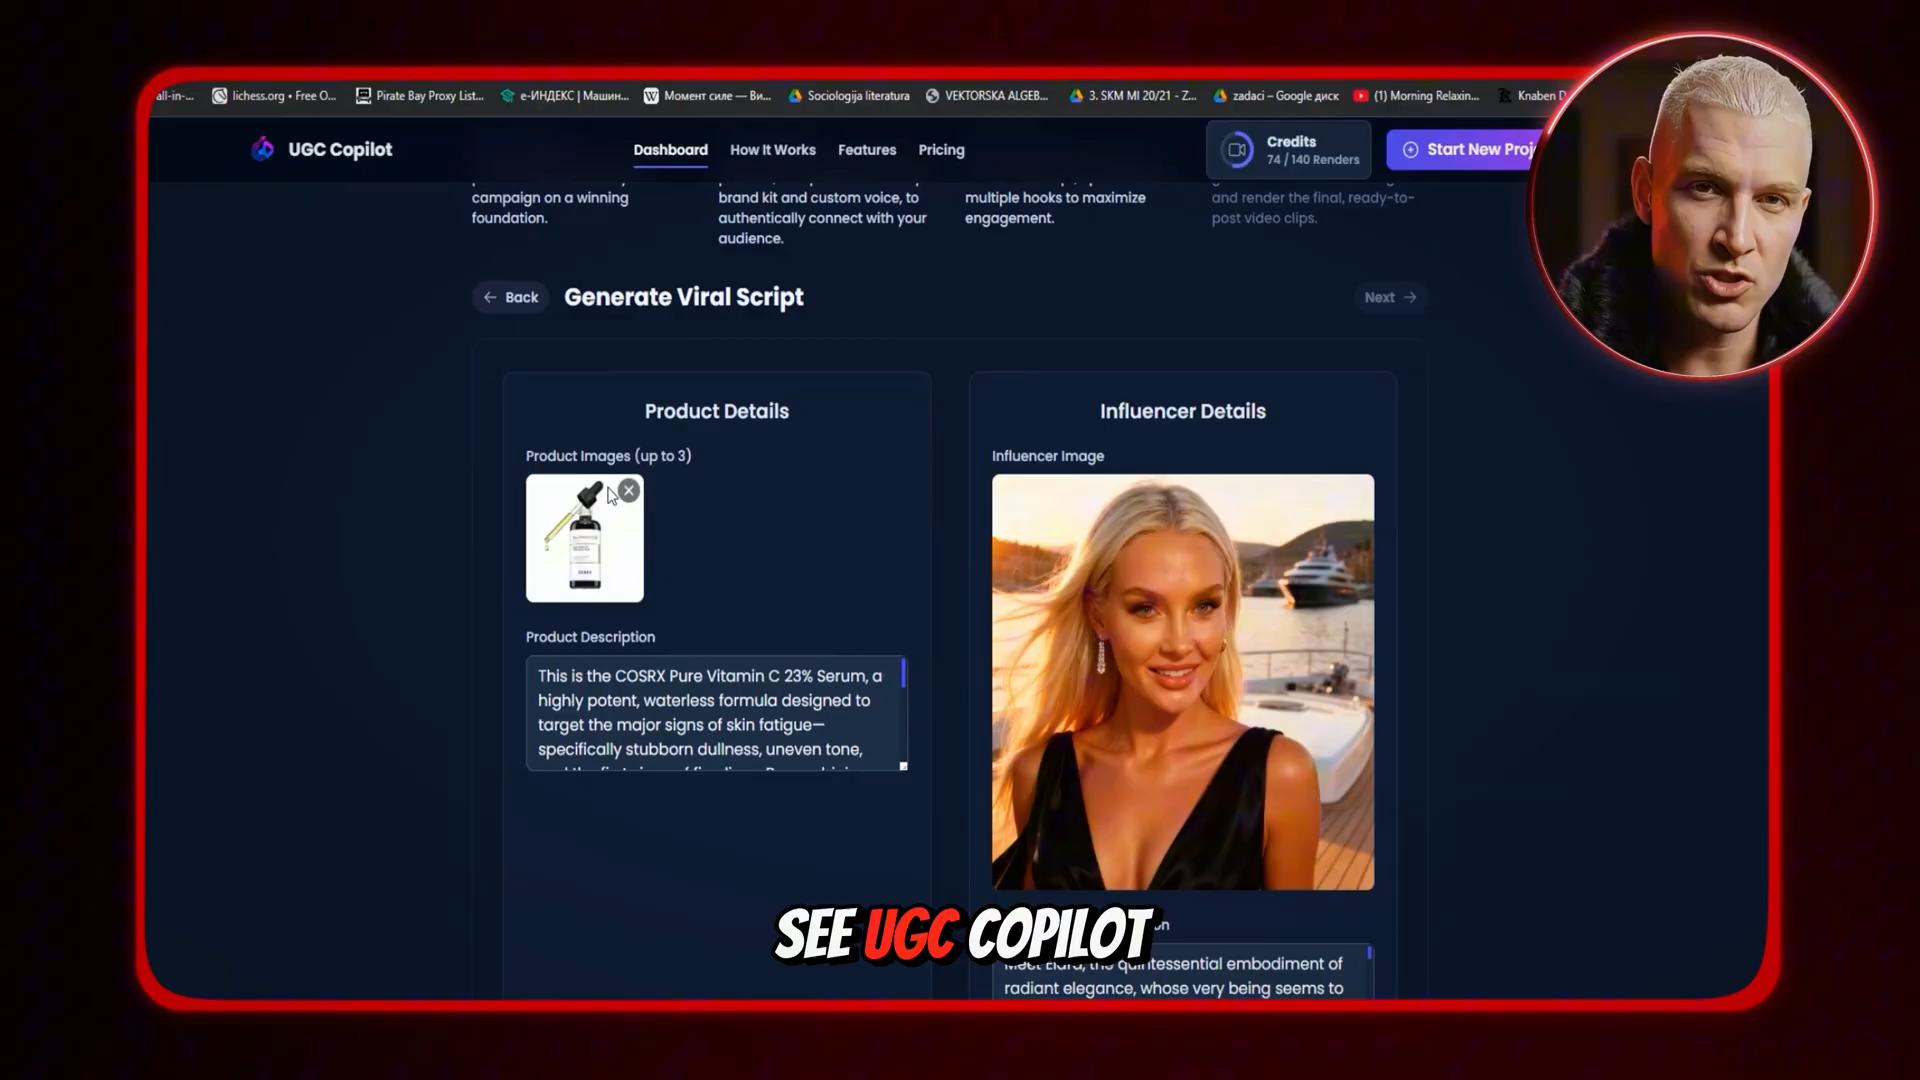 all-in-...
lichess.org • Free O...
Pirate Bay Proxy List...
е-ИНДЕКС | Машин...
W
Момент силе — Ви...
Sociologija literatura
VEKTORSKA ALGEB...
3. SKM MI 20/21 - Z...
zadaci – Google диск
(1) Morning Relaxin...
Knaben D
UGC Copilot
Dashboard
How It Works
Features
Pricing
Credits
74 / 140 Renders
Start New Proj
campaign on a winning
foundation.
brand kit and custom voice, to
authentically connect with your
audience.
multiple hooks to maximize
engagement.
and render the final, ready-to-
post video clips.
Back
Generate Viral Script
Next
Product Details
Product Images (up to 3)
Product Description
This is the COSRX Pure Vitamin C 23% Serum, a
highly potent, waterless formula designed to
target the major signs of skin fatigue—
specifically stubborn dullness, uneven tone,
Influencer Details
Influencer Image
on
Meet Elara, the quintessential embodiment of
radiant elegance, whose very being seems to
SEE UGC COPILOT